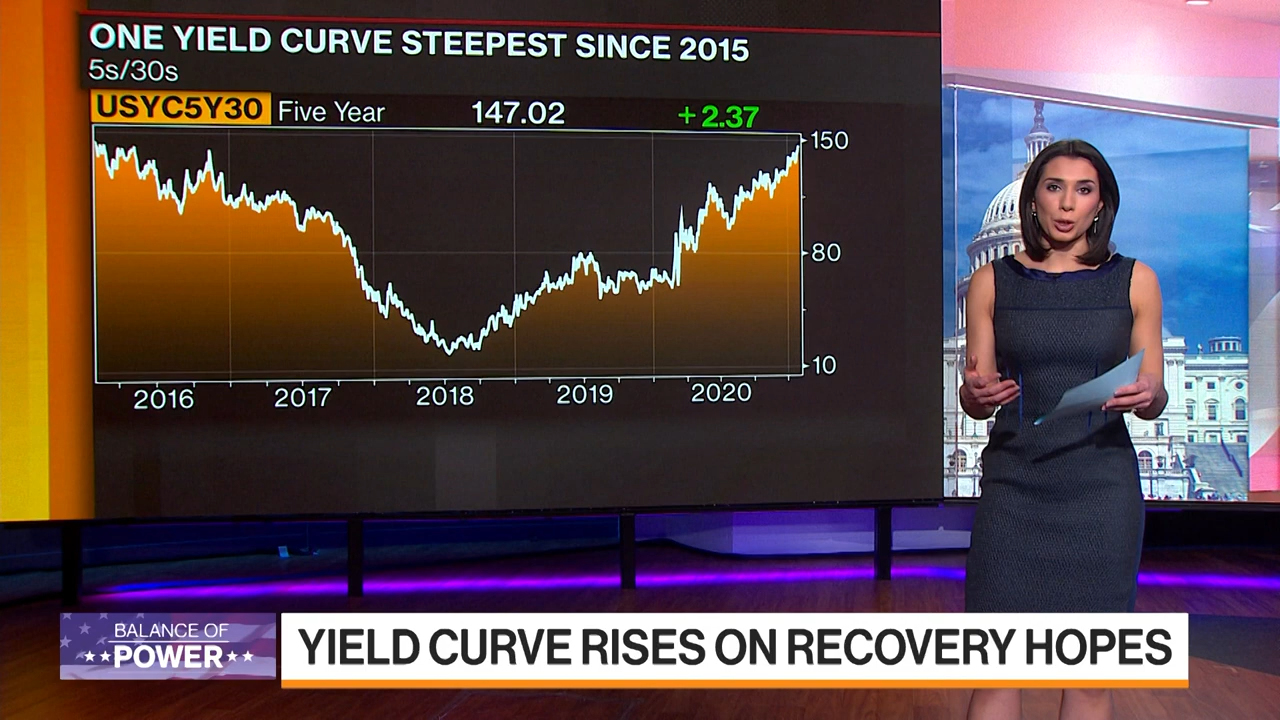 ONE YIELD CURVE STEEPEST SINCE 2015
5s/30s
USYC5Y30 Five Year 147.02 +2.37
150
80
10
2016 2017 2018 2019 2020
BALANCE OF
POWER
YIELD CURVE RISES ON RECOVERY HOPES